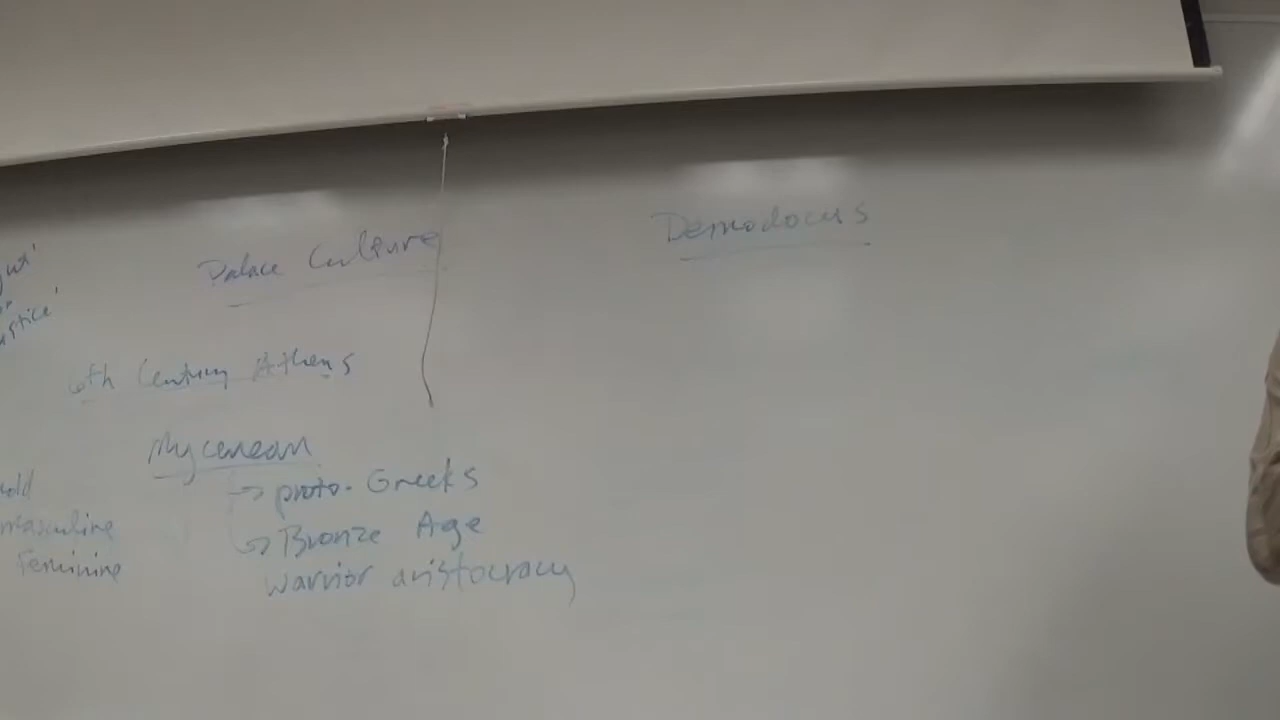 Palace Culture
Demodocus
6th Century Athens
Mycenean
→ proto-Greeks
→ Bronze Age
warrior aristocracy
masculine
Feminine